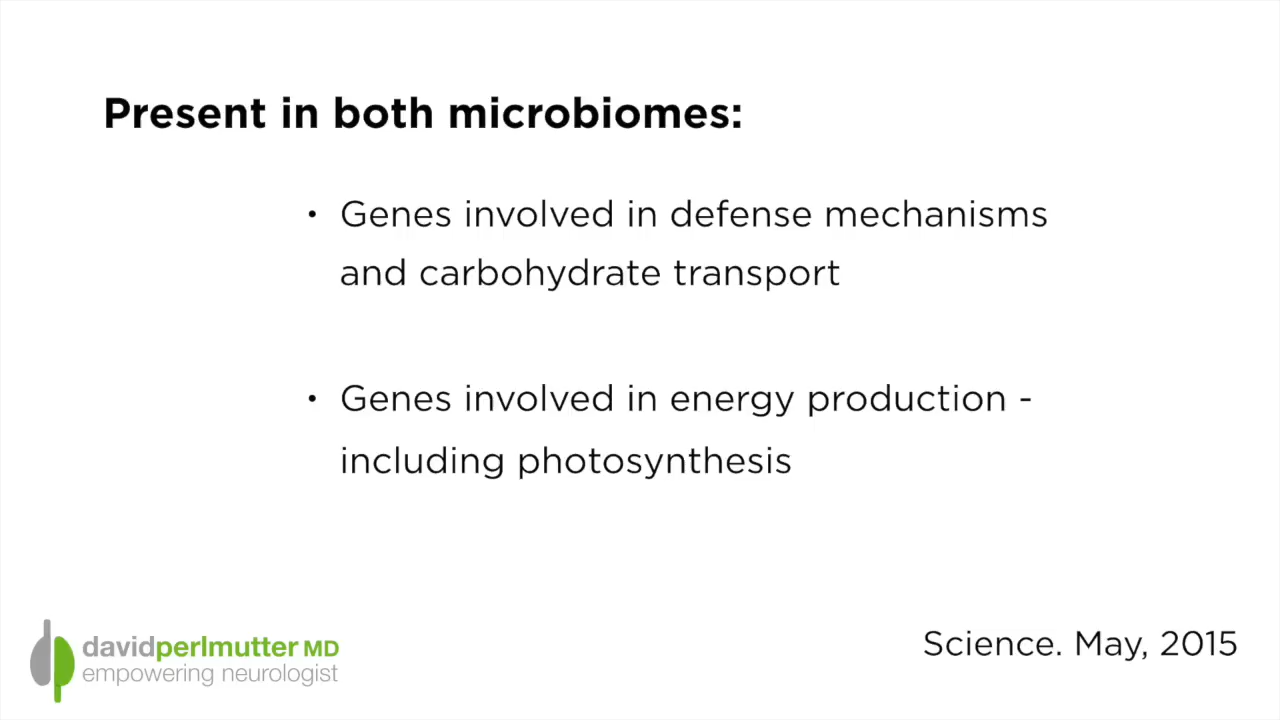 Present in both microbiomes:
• Genes involved in defense mechanisms
and carbohydrate transport
• Genes involved in energy production -
including photosynthesis
davidperlmutter MD
empowering neurologist
Science. May, 2015